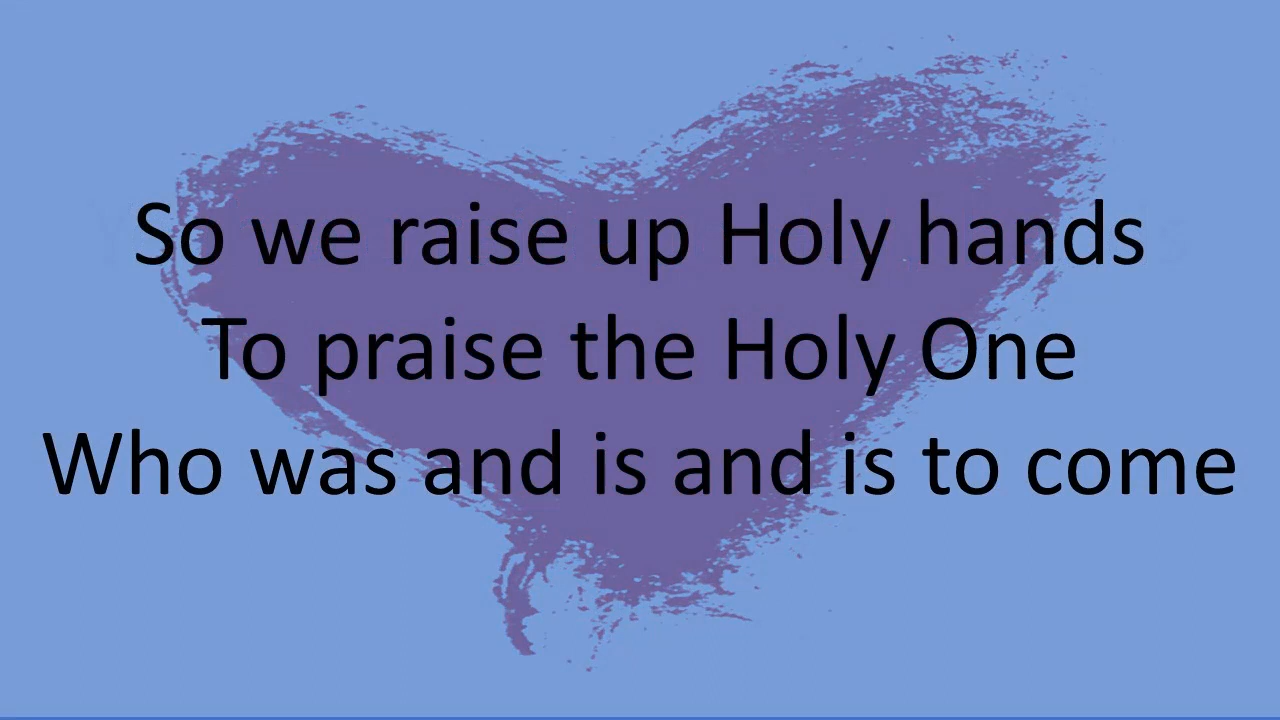 So we raise up Holy hands
To praise the Holy One
Who was and is and is to come